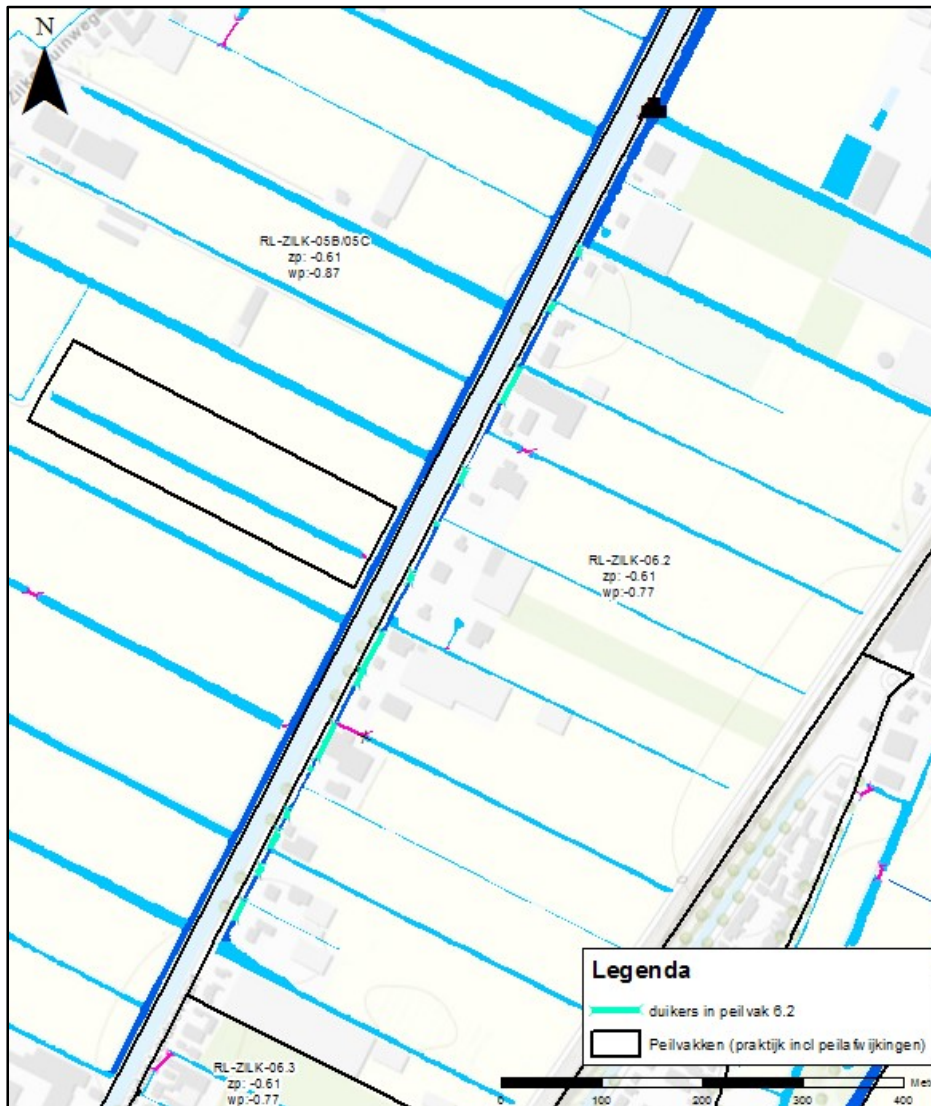 N
RL-ZILK-05B/05C
zp: -0.61
wp:-0.87
RL-ZILK-06.2
zp: -0.61
wp:-0.77
RL-ZILK-06.3
zp: -0.61
wp:-0.77
Legenda
duikers in peilvak 6.2
Peilvakken (praktijk incl peilafwijkingen)
0 100 200 300 400